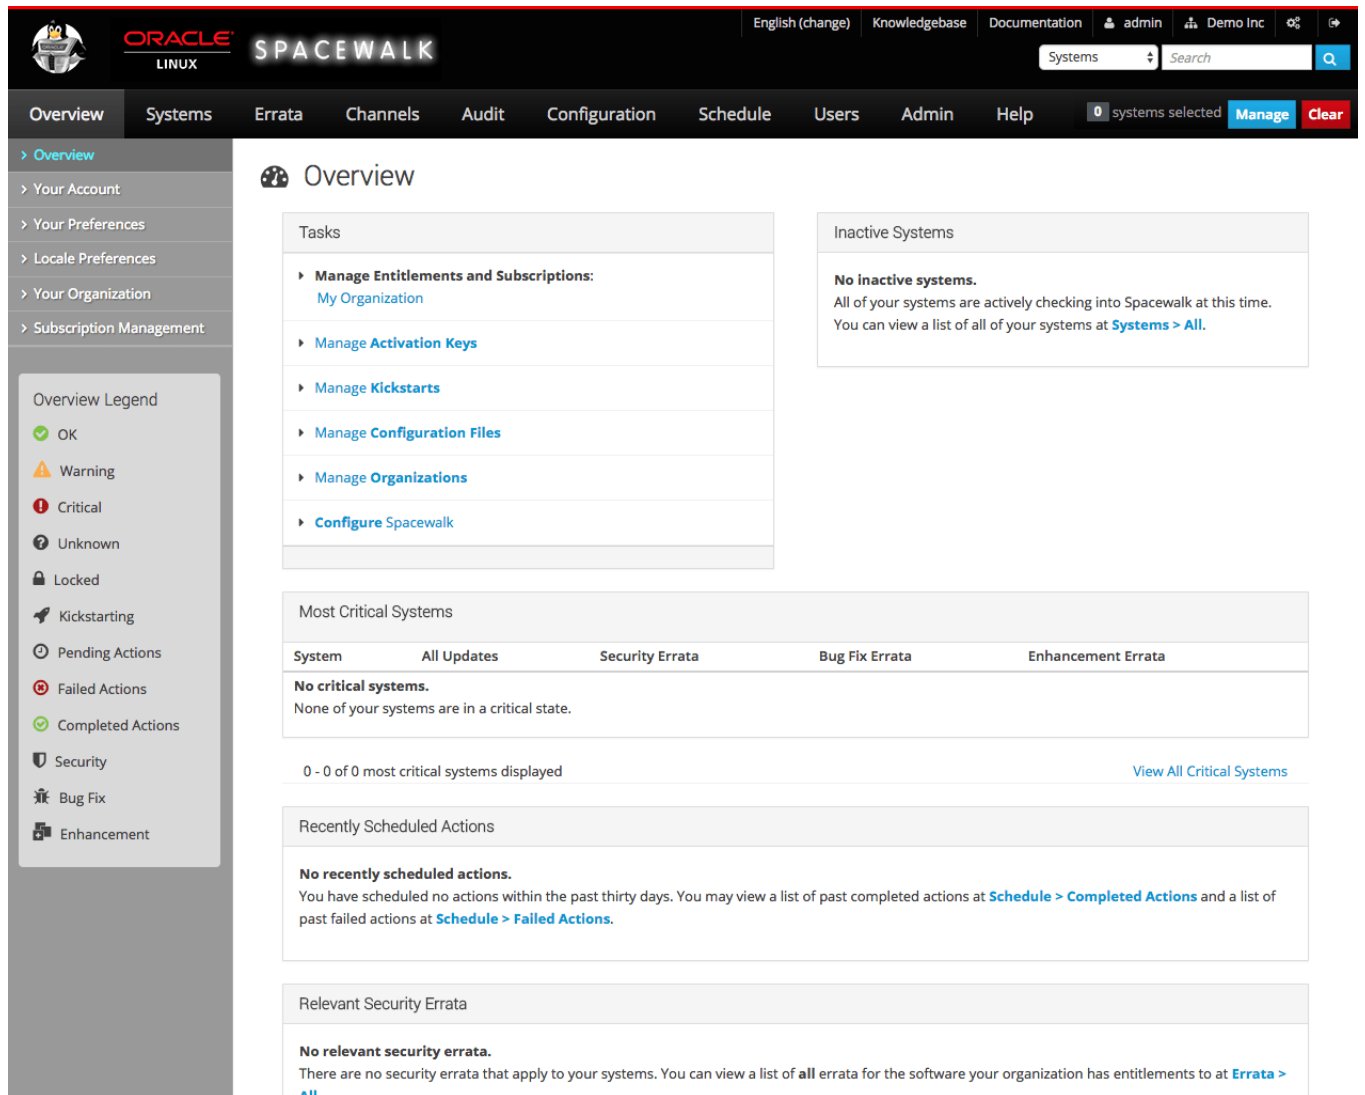 English (change) Knowledgebase Documentation admin Demo Inc
ORACLE
LINUX
SPACEWALK
Systems Search
Overview Systems Errata Channels Audit Configuration Schedule Users Admin Help 0 systems selected Manage Clear
Overview
Your Account
Your Preferences
Locale Preferences
Your Organization
Subscription Management
Overview Legend
OK
Warning
Critical
Unknown
Locked
Kickstarting
Pending Actions
Failed Actions
Completed Actions
Security
Bug Fix
Enhancement
Overview
Tasks
Manage Entitlements and Subscriptions:
My Organization
Manage Activation Keys
Manage Kickstarts
Manage Configuration Files
Manage Organizations
Configure Spacewalk
Inactive Systems
No inactive systems.
All of your systems are actively checking into Spacewalk at this time.
You can view a list of all of your systems at Systems > All.
Most Critical Systems
System All Updates Security Errata Bug Fix Errata Enhancement Errata
No critical systems.
None of your systems are in a critical state.
0 - 0 of 0 most critical systems displayed View All Critical Systems
Recently Scheduled Actions
No recently scheduled actions.
You have scheduled no actions within the past thirty days. You may view a list of past completed actions at Schedule > Completed Actions and a list of
past failed actions at Schedule > Failed Actions.
Relevant Security Errata
No relevant security errata.
There are no security errata that apply to your systems. You can view a list of all errata for the software your organization has entitlements to at Errata >
All